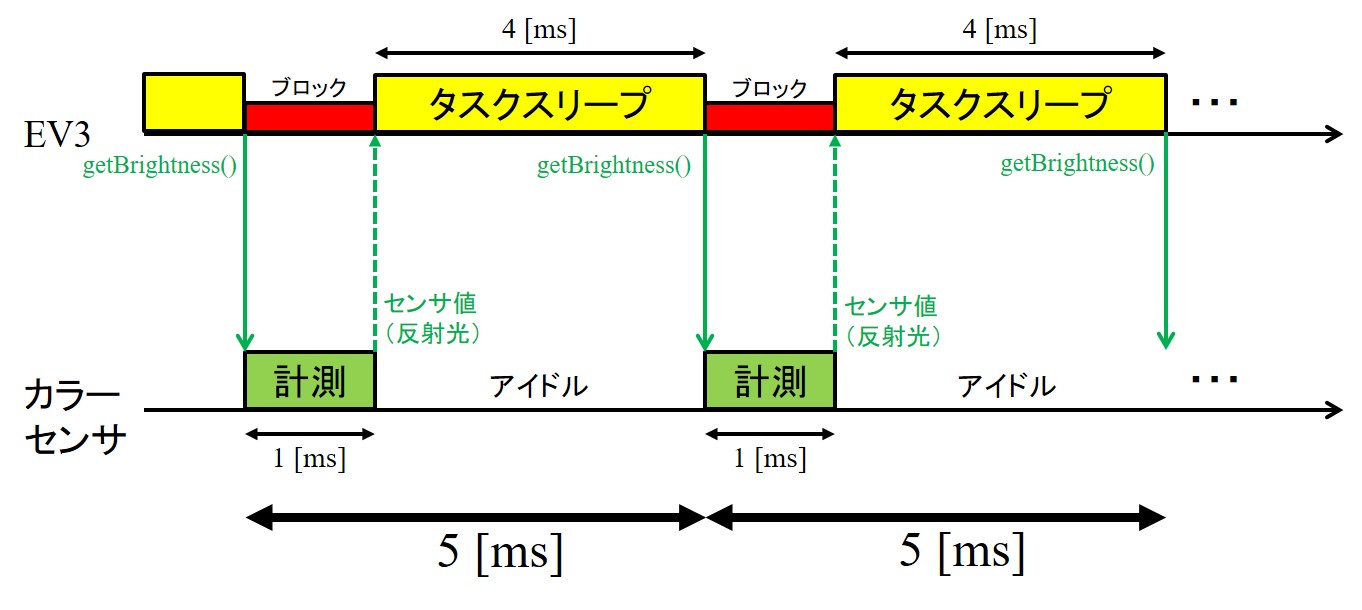 4 [ms]
4 [ms]
ブロック
タスクスリープ
ブロック
タスクスリープ
・・・
EV3
getBrightness()
getBrightness()
getBrightness()
センサ値
（反射光）
センサ値
（反射光）
カラー
センサ
計測
アイドル
計測
アイドル
・・・
1 [ms]
1 [ms]
5 [ms]
5 [ms]